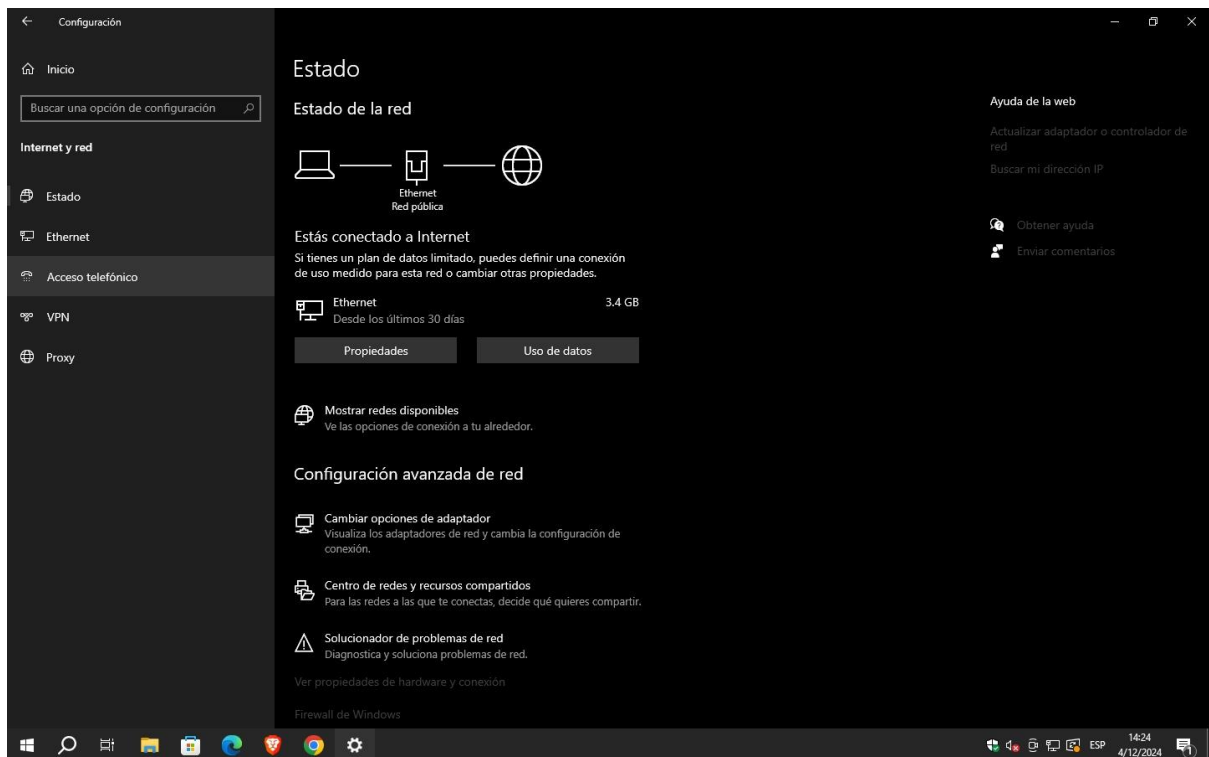 Configuración
Inicio
Buscar una opción de configuración
Internet y red
Estado
Ethernet
Acceso telefónico
VPN
Proxy
Estado
Estado de la red
Ethernet
Red pública
Estás conectado a Internet
Si tienes un plan de datos limitado, puedes definir una conexión
de uso medido para esta red o cambiar otras propiedades.
Ethernet
3.4 GB
Desde los últimos 30 días
Propiedades
Uso de datos
Mostrar redes disponibles
Ve las opciones de conexión a tu alrededor.
Configuración avanzada de red
Cambiar opciones de adaptador
Visualiza los adaptadores de red y cambia la configuración de
conexión.
Centro de redes y recursos compartidos
Para las redes a las que te conectas, decide qué quieres compartir.
Solucionador de problemas de red
Diagnostica y soluciona problemas de red.
Ver propiedades de hardware y conexión
Firewall de Windows
Ayuda de la web
Actualizar adaptador o controlador de
red
Buscar mi dirección IP
Obtener ayuda
Enviar comentarios
ESP
14:24
4/12/2024